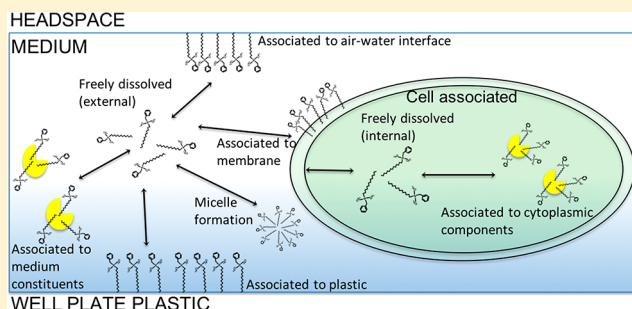 HEADSPACE
MEDIUM
Associated to air-water interface
Freely dissolved
(external)
Cell associated
Freely dissolved
(internal)
Associated to
membrane
Micelle
formation
Associated to cytoplasmic
components
Associated to
medium
constituents
Associated to plastic
WELL PLATE PLASTIC